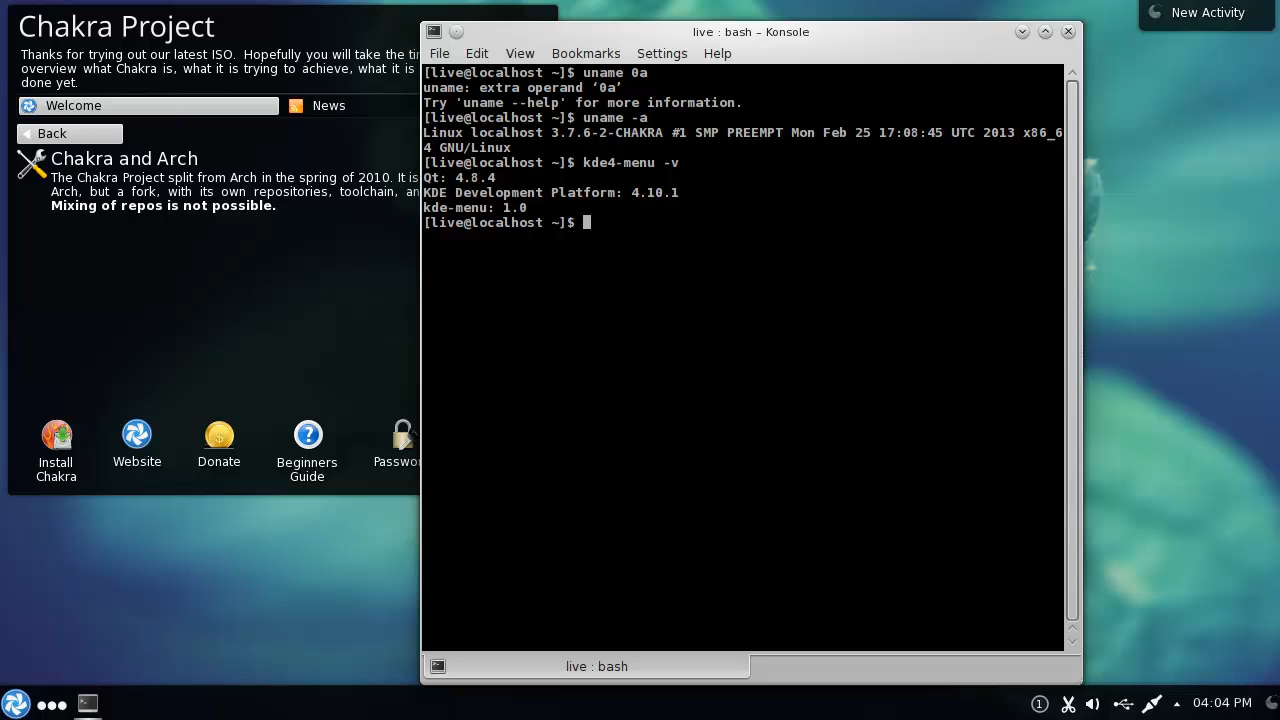 Chakra Project
Thanks for trying out our latest ISO. Hopefully you will take the
overview what Chakra is, what it is trying to achieve, what it is
done yet.
Welcome
News
Back
Chakra and Arch
The Chakra Project split from Arch in the spring of 2010. It is
Arch, but a fork, with its own repositories, toolchain,
Mixing of repos is not possible.
Install
Chakra
Website
Donate
Beginners
Guide
live : bash – Konsole
File Edit View Bookmarks Settings Help
[live@localhost ~]$ uname 0a
uname: extra operand ‘0a’
Try 'uname --help' for more information.
[live@localhost ~]$ uname -a
Linux localhost 3.7.6-2-CHAKRA #1 SMP PREEMPT Mon Feb 25 17:08:45 UTC 2013 x86_6
4 GNU/Linux
[live@localhost ~]$ kde4-menu -v
Qt: 4.8.4
KDE Development Platform: 4.10.1
kde-menu: 1.0
[live@localhost ~]$
live : bash
New Activity
1
04:04 PM